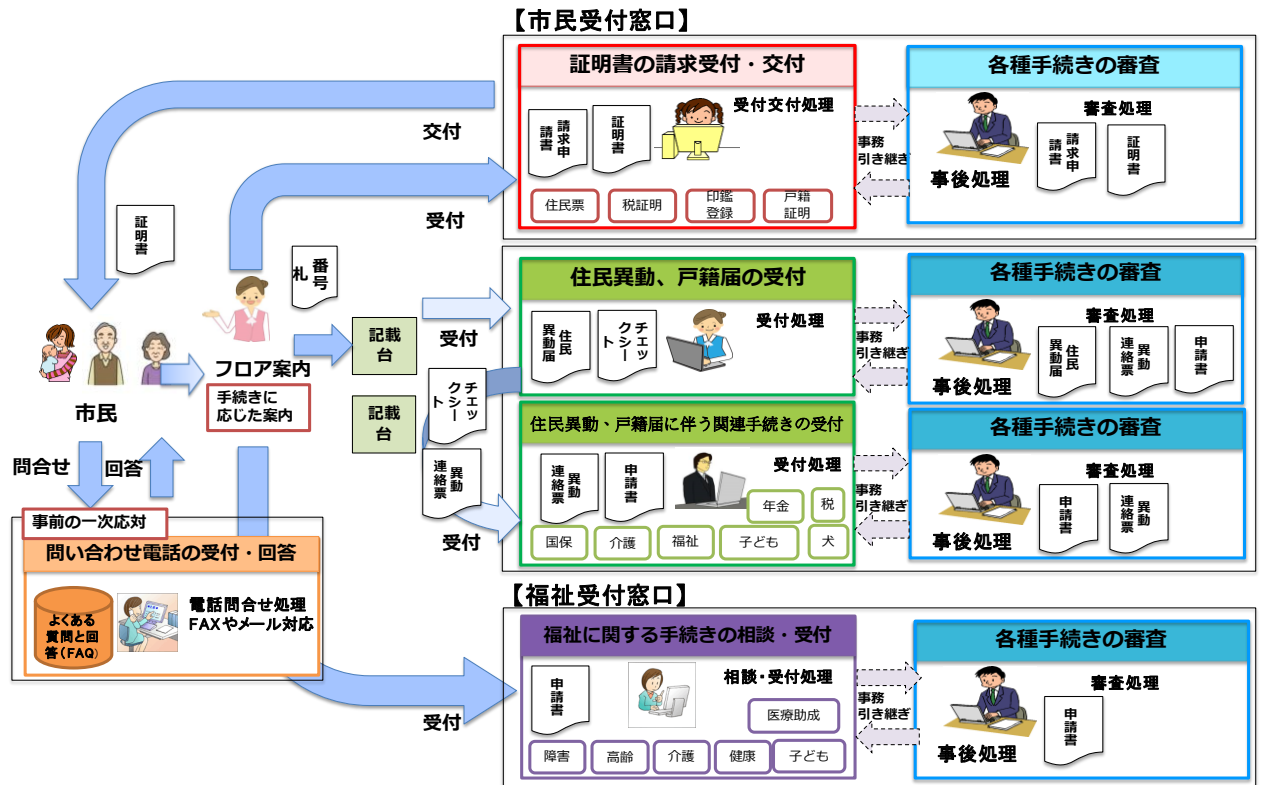 【市民受付窓口】
証明書の請求受付・交付
受付交付処理
請求申
請書
証明書
住民票
税証明
印鑑
登録
戸籍
証明
事務
引き継ぎ
各種手続きの審査
審査処理
事後処理
請求申
請書
証明書
交付
受付
証明書
番号
札
市民
フロア案内
手続きに
応じた案内
記載
台
記載
台
受付
住民異動、戸籍届の受付
受付処理
住民
異動届
チェッ
クシー
ト
事務
引き継ぎ
各種手続きの審査
審査処理
事後処理
住民
異動届
異動
連絡票
申請書
チェッ
クシー
ト
異動
連絡票
受付
住民異動、戸籍届に伴う関連手続きの受付
受付処理
異動
連絡票
申請書
年金
税
国保
介護
福祉
子ども
犬
事務
引き継ぎ
各種手続きの審査
審査処理
事後処理
申請書
異動
連絡票
問合せ
回答
事前の一次応対
問い合わせ電話の受付・回答
よくある
質問と回
答(FAQ)
電話問合せ処理
FAXやメール対応
受付
【福祉受付窓口】
福祉に関する手続きの相談・受付
相談・受付処理
申請書
医療助成
障害
高齢
介護
健康
子ども
事務
引き継ぎ
各種手続きの審査
審査処理
事後処理
申請書